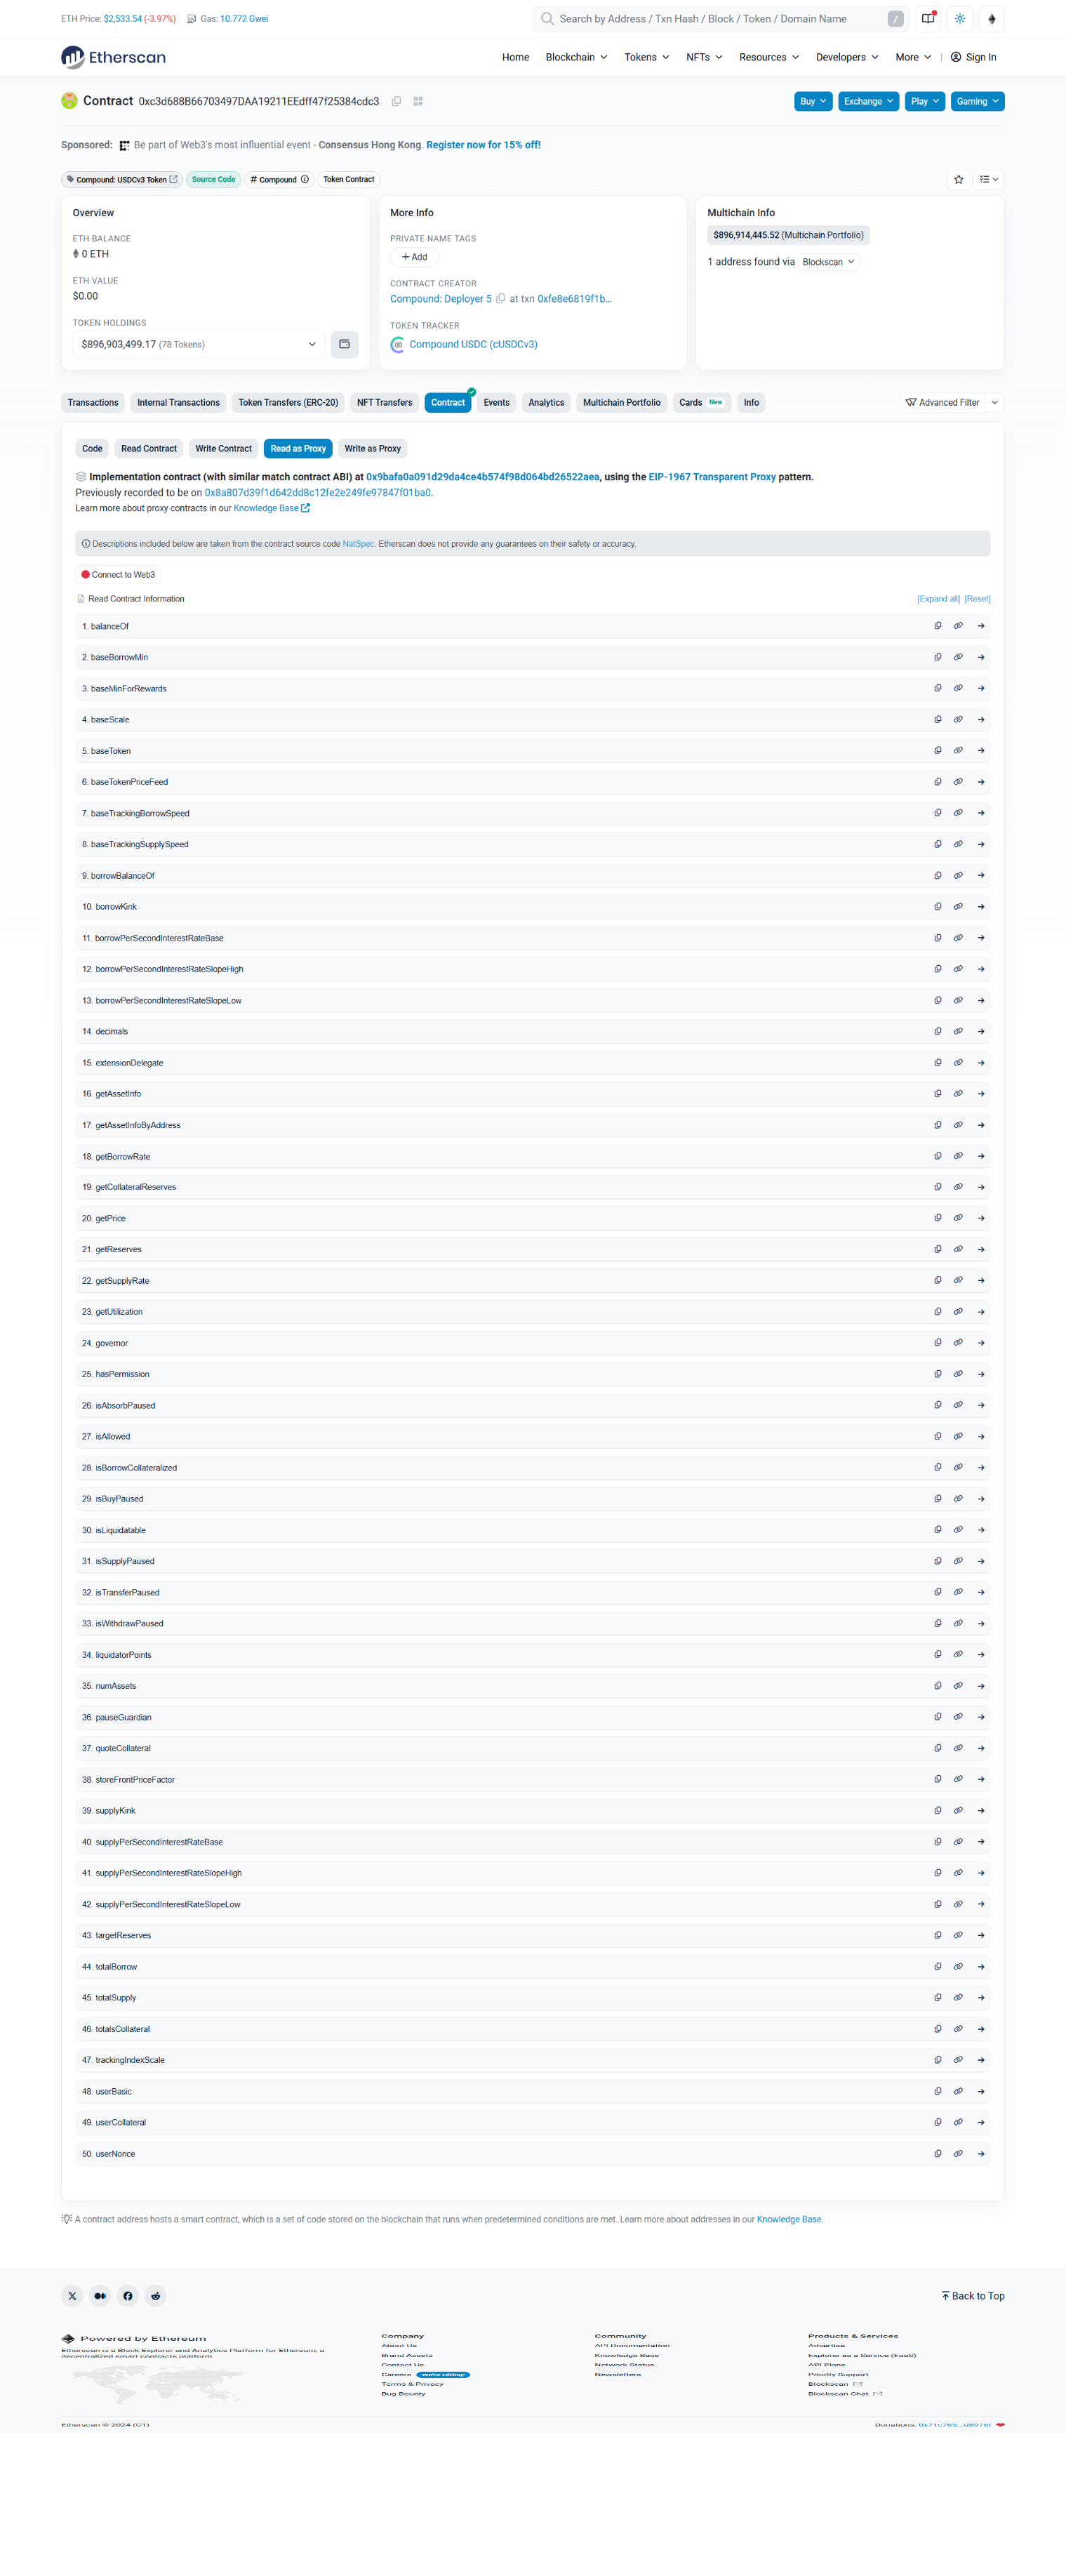 ETH Price: $2,533.54 (-3.97%) Gas: 10.772 Gwei
Search by Address / Txn Hash / Block / Token / Domain Name /
Etherscan
Home Blockchain Tokens NFTs Resources Developers More | Sign In
Contract 0xc3d688B66703497DAA19211EEdff47f25384cdc3
Buy Exchange Play Gaming
Sponsored: Be part of Web3's most influential event - Consensus Hong Kong. Register now for 15% off!
Compound: USDCv3 Token Source Code # Compound Token Contract
Overview
ETH BALANCE
0 ETH
ETH VALUE
$0.00
TOKEN HOLDINGS
$896,903,499.17 (78 Tokens)
More Info
PRIVATE NAME TAGS
+ Add
CONTRACT CREATOR
Compound: Deployer 5 at txn 0xfe8e6819f1b...
TOKEN TRACKER
Compound USDC (cUSDCv3)
Multichain Info
$896,914,445.52 (Multichain Portfolio)
1 address found via Blockscan
Transactions Internal Transactions Token Transfers (ERC-20) NFT Transfers Contract Events Analytics Multichain Portfolio Cards New Info
Advanced Filter
Code Read Contract Write Contract Read as Proxy Write as Proxy
Implementation contract (with similar match contract ABI) at 0x9bafa0a091d29da4ce4b574f98d064bd26522aea, using the EIP-1967 Transparent Proxy pattern.
Previously recorded to be on 0x8a807d39f1d642dd8c12fe2e249fe97847f01ba0.
Learn more about proxy contracts in our Knowledge Base
Descriptions included below are taken from the contract source code NatSpec. Etherscan does not provide any guarantees on their safety or accuracy.
Connect to Web3
Read Contract Information
[Expand all] [Reset]
1. balanceOf
2. baseBorrowMin
3. baseMinForRewards
4. baseScale
5. baseToken
6. baseTokenPriceFeed
7. baseTrackingBorrowSpeed
8. baseTrackingSupplySpeed
9. borrowBalanceOf
10. borrowKink
11. borrowPerSecondInterestRateBase
12. borrowPerSecondInterestRateSlopeHigh
13. borrowPerSecondInterestRateSlopeLow
14. decimals
15. extensionDelegate
16. getAssetInfo
17. getAssetInfoByAddress
18. getBorrowRate
19. getCollateralReserves
20. getPrice
21. getReserves
22. getSupplyRate
23. getUtilization
24. governor
25. hasPermission
26. isAbsorbPaused
27. isAllowed
28. isBorrowCollateralized
29. isBuyPaused
30. isLiquidatable
31. isSupplyPaused
32. isTransferPaused
33. isWithdrawPaused
34. liquidatorPoints
35. numAssets
36. pauseGuardian
37. quoteCollateral
38. storeFrontPriceFactor
39. supplyKink
40. supplyPerSecondInterestRateBase
41. supplyPerSecondInterestRateSlopeHigh
42. supplyPerSecondInterestRateSlopeLow
43. targetReserves
44. totalBorrow
45. totalSupply
46. totalsCollateral
47. trackingIndexScale
48. userBasic
49. userCollateral
50. userNonce
A contract address hosts a smart contract, which is a set of code stored on the blockchain that runs when predetermined conditions are met. Learn more about addresses in our Knowledge Base.
Back to Top
Powered by Ethereum
Etherscan is a Block Explorer and Analytics Platform for Ethereum, a
decentralized smart contracts platform.
Company
About Us
Brand Assets
Contact Us
Careers We're Hiring!
Terms & Privacy
Bug Bounty
Community
API Documentation
Knowledge Base
Network Status
Newsletters
Products & Services
Advertise
Explorer as a Service (EaaS)
API Plans
Priority Support
Blockscan
Blockscan Chat
Etherscan © 2024 (C1)
Donations: